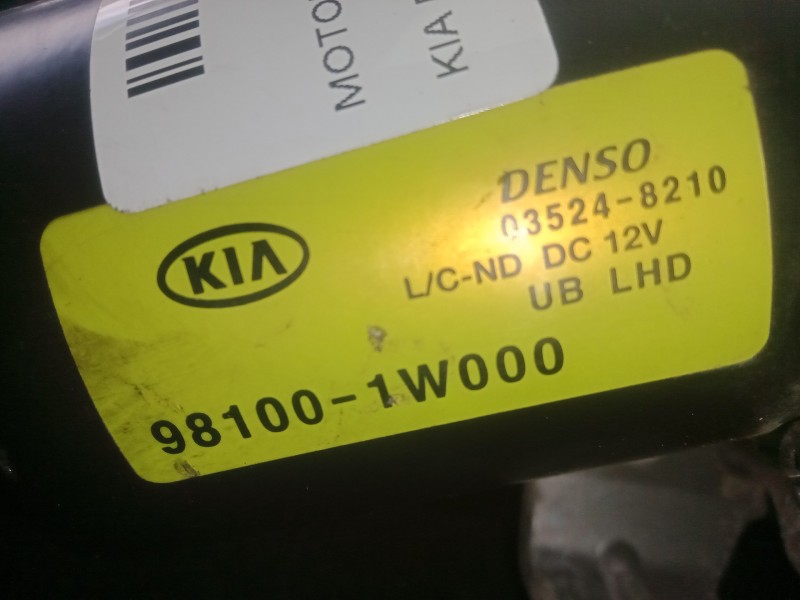 MOTO
KIA
DENSO
03524-8210
L/C-ND DC 12V
UB LHD
KIA
98100-1W000